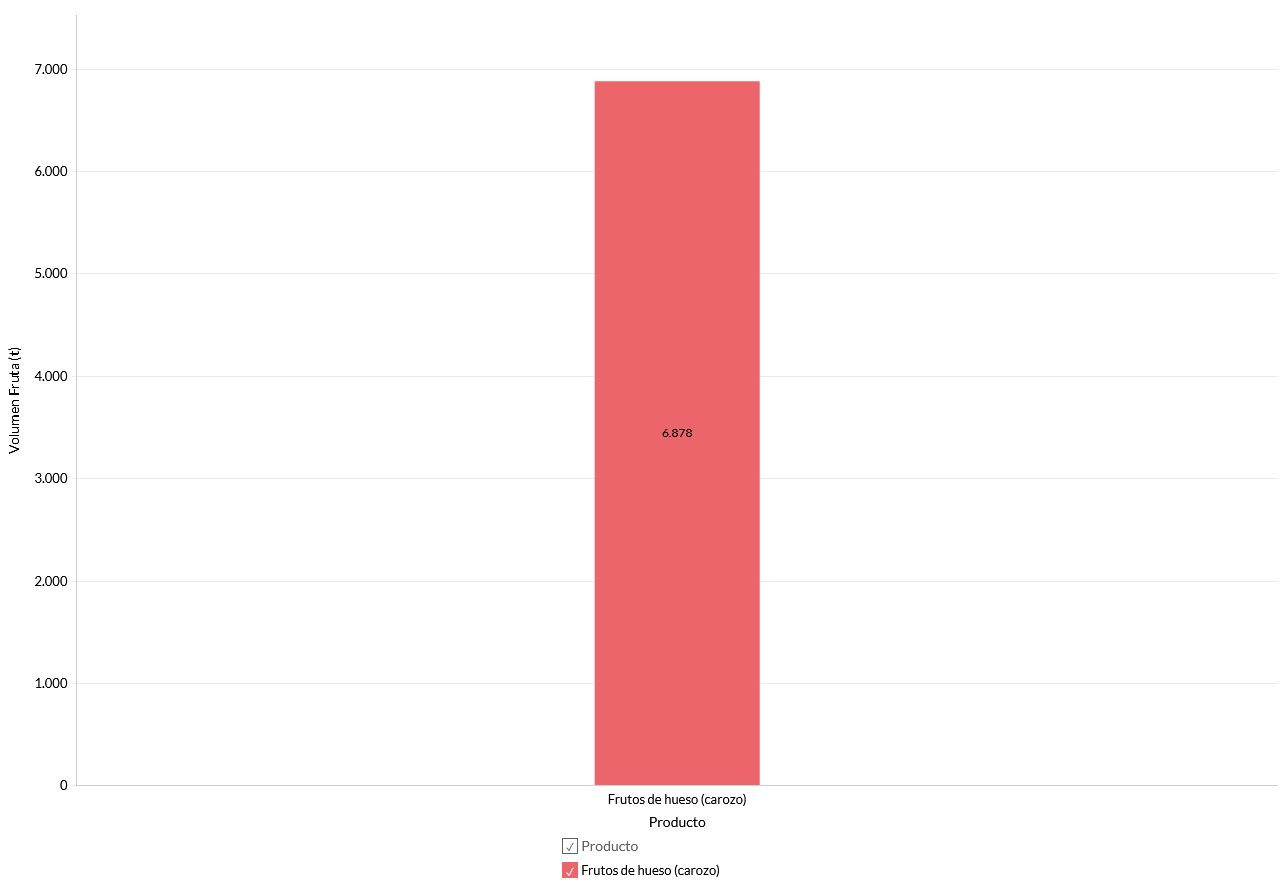 7.000
6.000
5.000
4.000
3.000
2.000
1.000
0
Volumen Fruta (t)
6.878
Frutos de hueso (carozo)
Producto
Producto
Frutos de hueso (carozo)